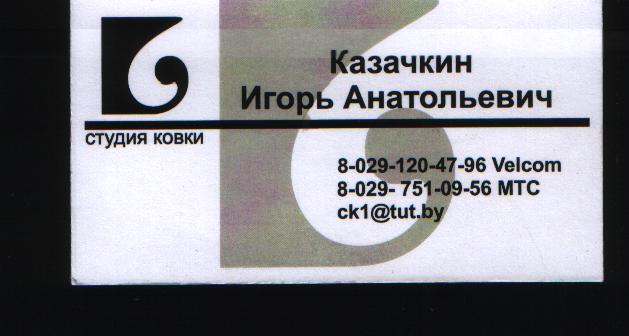 Казачкин
Игорь Анатольевич
студия ковки
8-029-120-47-96 Velcom
8-029- 751-09-56 МТС
ck1@tut.by